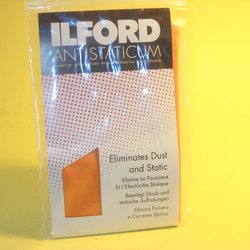 ILFORD
ANTISTATICUM
Eliminates Dust
and Static
Elimine La Poussiere
Et L'Electricitie Statique
Beseitigt Staub und
statische Aufladungen
Elimina Polvere
a Corrente Statica